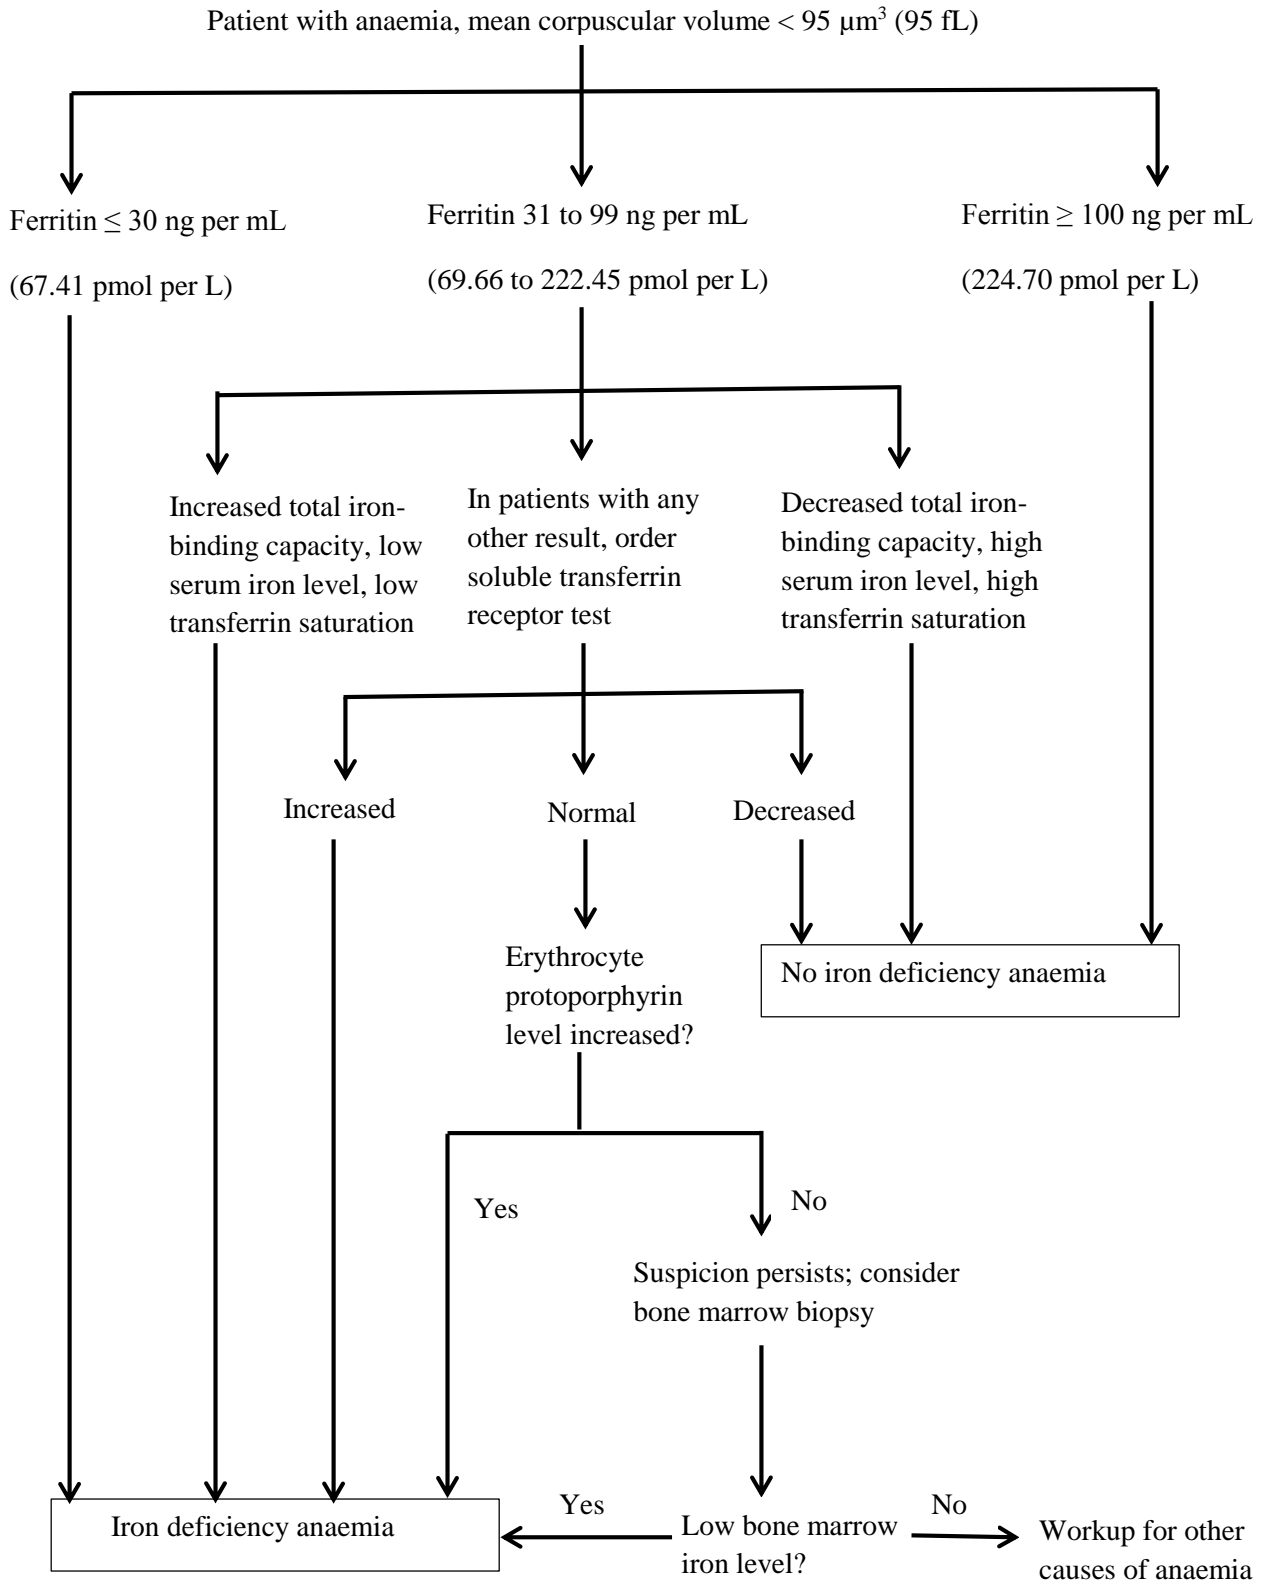 Patient with anaemia, mean corpuscular volume < 95 µm³ (95 fL)
Ferritin ≤ 30 ng per mL
(67.41 pmol per L)
Ferritin 31 to 99 ng per mL
(69.66 to 222.45 pmol per L)
Ferritin ≥ 100 ng per mL
(224.70 pmol per L)
Increased total iron-
binding capacity, low
serum iron level, low
transferrin saturation
In patients with any
other result, order
soluble transferrin
receptor test
Decreased total iron-
binding capacity, high
serum iron level, high
transferrin saturation
Increased
Normal
Decreased
Erythrocyte
protoporphyrin
level increased?
No iron deficiency anaemia
Yes
No
Suspicion persists; consider
bone marrow biopsy
Iron deficiency anaemia
Yes
Low bone marrow
iron level?
No
Workup for other
causes of anaemia